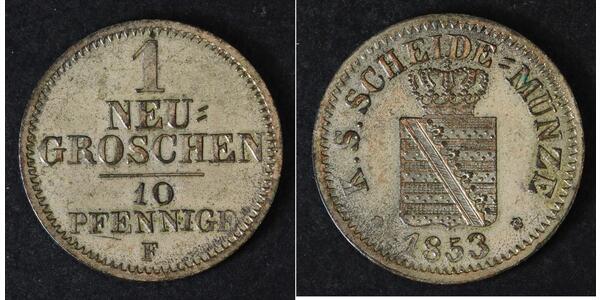 1
NEU=
GROSCHEN
10
PFENNIGE
F
K.S.SCHEIDE=MÜNZE
1853